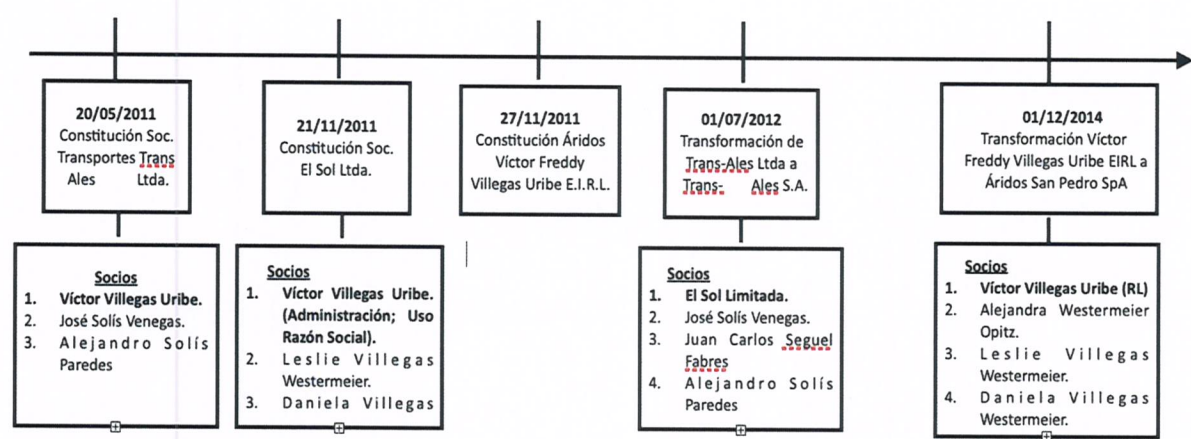 20/05/2011
Constitución Soc.
Transportes Trans
Ales Ltda.
21/11/2011
Constitución Soc.
El Sol Ltda.
27/11/2011
Constitución Áridos
Víctor Freddy
Villegas Uribe E.I.R.L.
01/07/2012
Transformación de
Trans-Ales Ltda a
Trans- Ales S.A.
01/12/2014
Transformación Víctor
Freddy Villegas Uribe EIRL a
Áridos San Pedro SpA
Socios
1. Víctor Villegas Uribe.
2. José Solís Venegas.
3. Alejandro Solís
Paredes
Socios
1. Víctor Villegas Uribe.
(Administración; Uso
Razón Social).
2. Leslie Villegas
Westermeier.
3. Daniela Villegas
Socios
1. El Sol Limitada.
2. José Solís Venegas.
3. Juan Carlos Seguel
Fabres
4. Alejandro Solís
Paredes
Socios
1. Víctor Villegas Uribe (RL)
2. Alejandra Westermeier
Opitz.
3. Leslie Villegas
Westermeier.
4. Daniela Villegas
Westermeier.